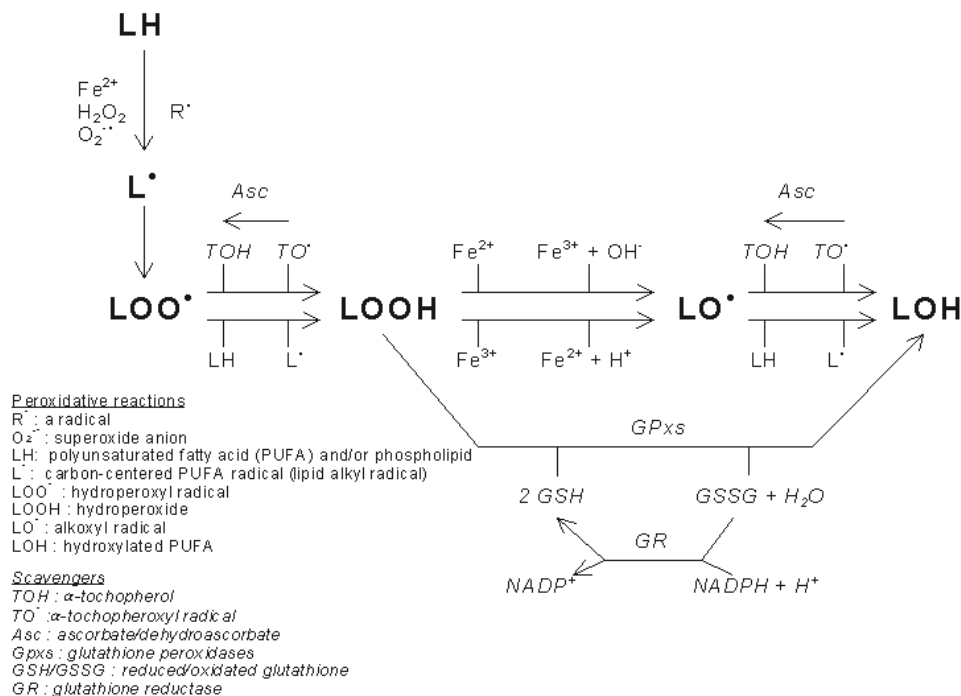 LH
Fe²⁺
H₂O₂ R˙
O₂⁻˙
L•
Asc Asc
TOH TO• Fe²⁺ Fe³⁺ + OH⁻ TOH TO•
LOO• LOOH LO• LOH
LH L• Fe³⁺ Fe²⁺ + H⁺ LH L•
GPxs
2 GSH GSSG + H₂O
GR
NADP⁺ NADPH + H⁺
Peroxidative reactions
R˙ : a radical
O₂⁻˙ : superoxide anion
LH: polyunsaturated fatty acid (PUFA) and/or phospholipid
L˙ : carbon-centered PUFA radical (lipid alkyl radical)
LOO˙ : hydroperoxyl radical
LOOH : hydroperoxide
LO˙ : alkoxyl radical
LOH : hydroxylated PUFA
Scavengers
TOH : α-tochopherol
TO˙ :α-tochopheroxyl radical
Asc : ascorbate/dehydroascorbate
Gpxs : glutathione peroxidases
GSH/GSSG : reduced/oxidated glutathione
GR : glutathione reductase